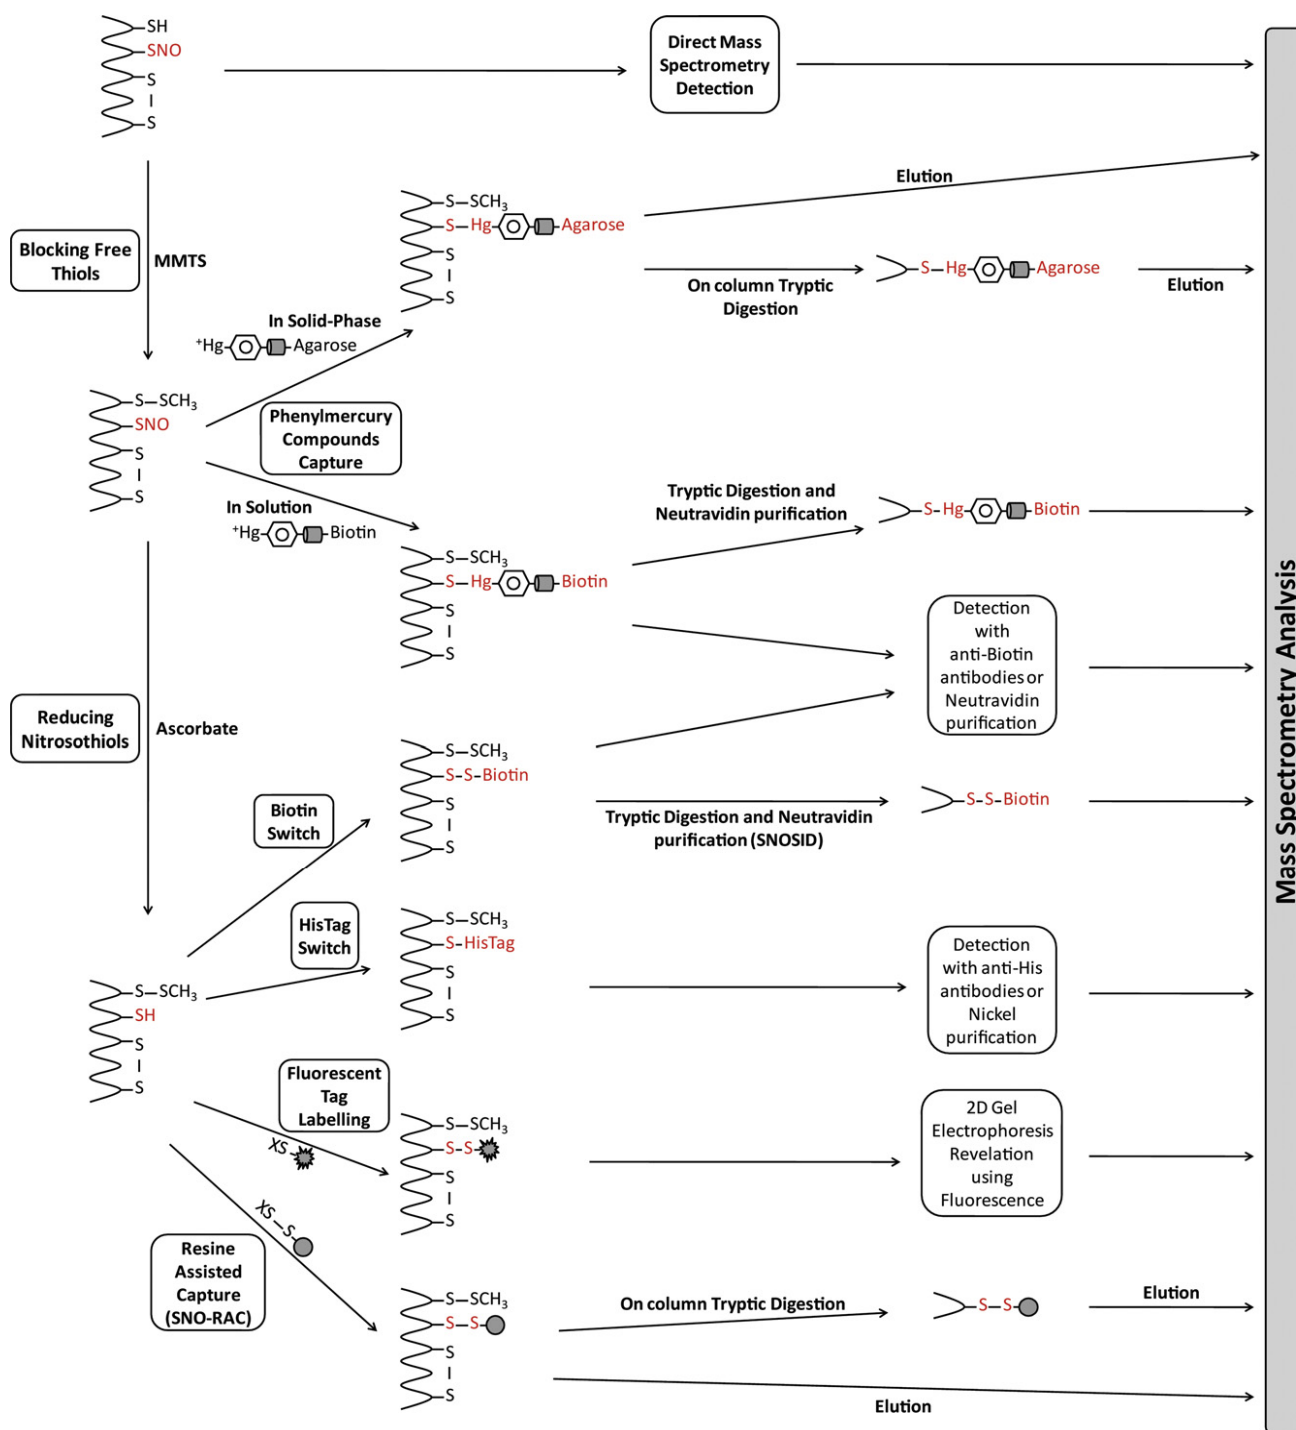 SH
SNO
S
I
S
Direct Mass
Spectrometry
Detection
Blocking Free
Thiols
MMTS
S–SCH3
S–Hg Agarose
S
I
S
Elution
On column Tryptic
Digestion
S–Hg Agarose
Elution
In Solid-Phase
+Hg Agarose
S–SCH3
SNO
S
I
S
Phenylmercury
Compounds
Capture
In Solution
+Hg Biotin
S–SCH3
S–Hg Biotin
S
I
S
Tryptic Digestion and
Neutravidin purification
S–Hg Biotin
Detection
with
anti-Biotin
antibodies or
Neutravidin
purification
Reducing
Nitrosothiols
Ascorbate
Biotin
Switch
S–SCH3
S–S–Biotin
S
I
S
Tryptic Digestion and Neutravidin
purification (SNOSID)
S–S–Biotin
HisTag
Switch
S–SCH3
S–HisTag
S
I
S
Detection
with anti-His
antibodies or
Nickel
purification
S–SCH3
SH
S
I
S
Fluorescent
Tag
Labelling
XS
S–SCH3
S–S
S
I
S
2D Gel
Electrophoresis
Revelation
using
Fluorescence
XS–S
Resine
Assisted
Capture
(SNO-RAC)
S–SCH3
S–S
S
I
S
On column Tryptic Digestion
S–S
Elution
Elution
Mass Spectrometry Analysis